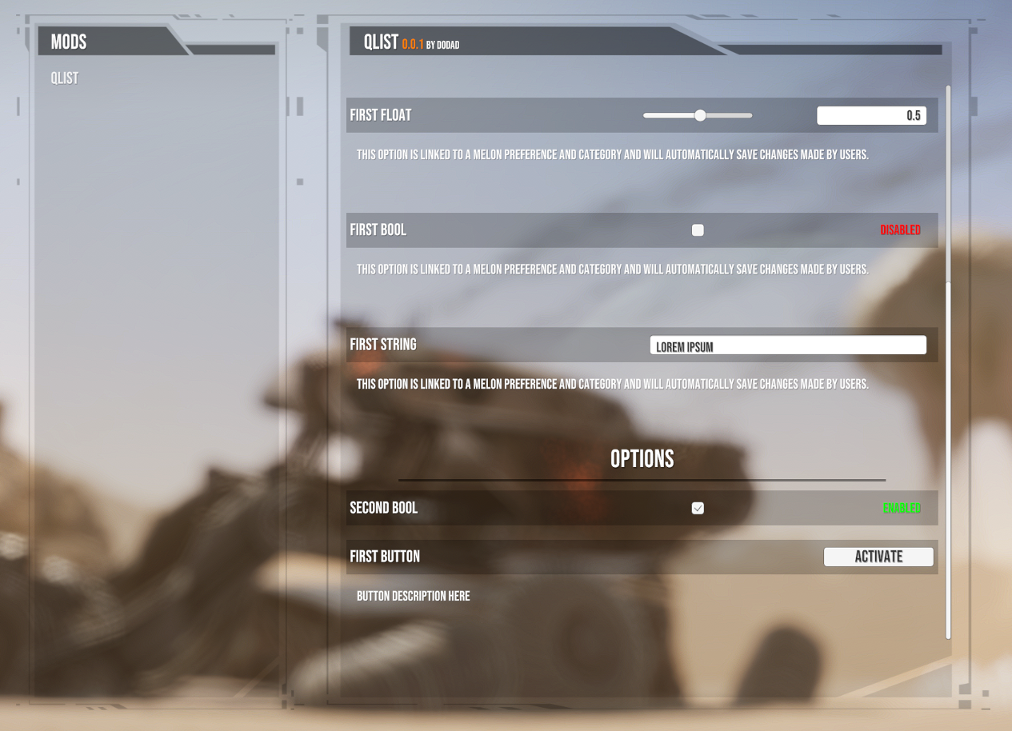 MODS
QLIST
QLIST 0.0.1 BY DODAD
FIRST FLOAT 0.5
THIS OPTION IS LINKED TO A MELON PREFERENCE AND CATEGORY AND WILL AUTOMATICALLY SAVE CHANGES MADE BY USERS.
FIRST BOOL DISABLED
THIS OPTION IS LINKED TO A MELON PREFERENCE AND CATEGORY AND WILL AUTOMATICALLY SAVE CHANGES MADE BY USERS.
FIRST STRING LOREM IPSUM
THIS OPTION IS LINKED TO A MELON PREFERENCE AND CATEGORY AND WILL AUTOMATICALLY SAVE CHANGES MADE BY USERS.
OPTIONS
SECOND BOOL ENABLED
FIRST BUTTON ACTIVATE
BUTTON DESCRIPTION HERE